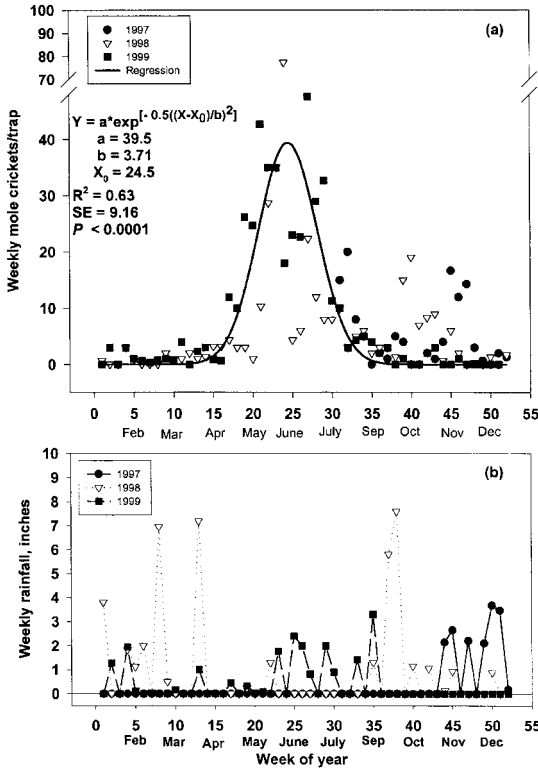 100
90
80
70
40
30
20
10
0
(a)
1997
1998
1999
Regression
Y = a*exp[- 0.5((X-X0)/b)2]
a = 39.5
b = 3.71
X0 = 24.5
R2 = 0.63
SE = 9.16
P < 0.0001
Weekly mole crickets/trap
0 5 10 15 20 25 30 35 40 45 50 55
Feb Mar Apr May June July Sep Oct Nov Dec
10
9
8
7
6
5
4
3
2
1
0
(b)
1997
1998
1999
Weekly rainfall, inches
0 5 10 15 20 25 30 35 40 45 50 55
Feb Mar Apr May June July Sep Oct Nov Dec
Week of year